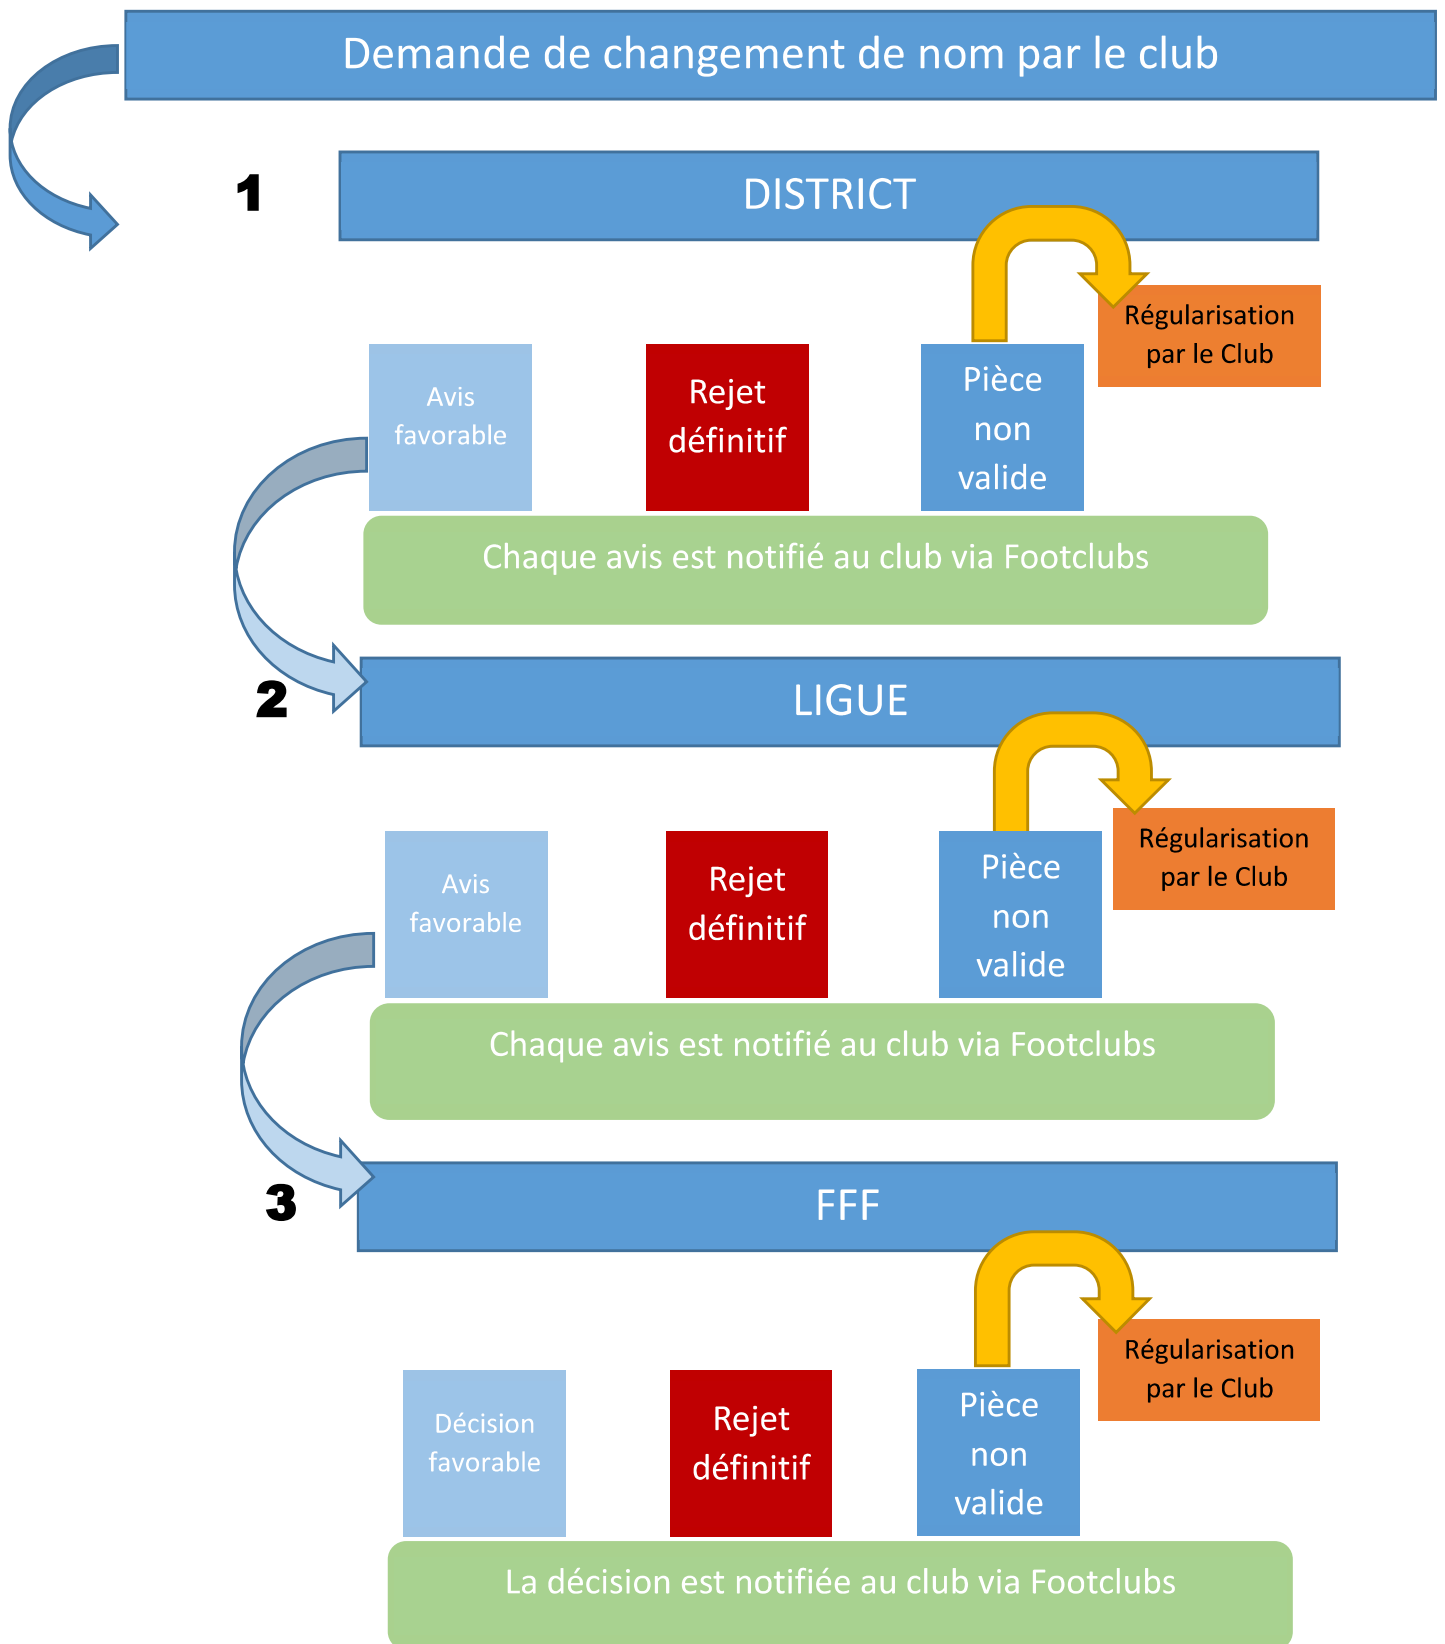 Demande de changement de nom par le club
1
DISTRICT
Régularisation
par le Club
Avis
favorable
Rejet
définitif
Pièce
non
valide
Chaque avis est notifié au club via Footclubs
2
LIGUE
Régularisation
par le Club
Avis
favorable
Rejet
définitif
Pièce
non
valide
Chaque avis est notifié au club via Footclubs
3
FFF
Régularisation
par le Club
Décision
favorable
Rejet
définitif
Pièce
non
valide
La décision est notifiée au club via Footclubs